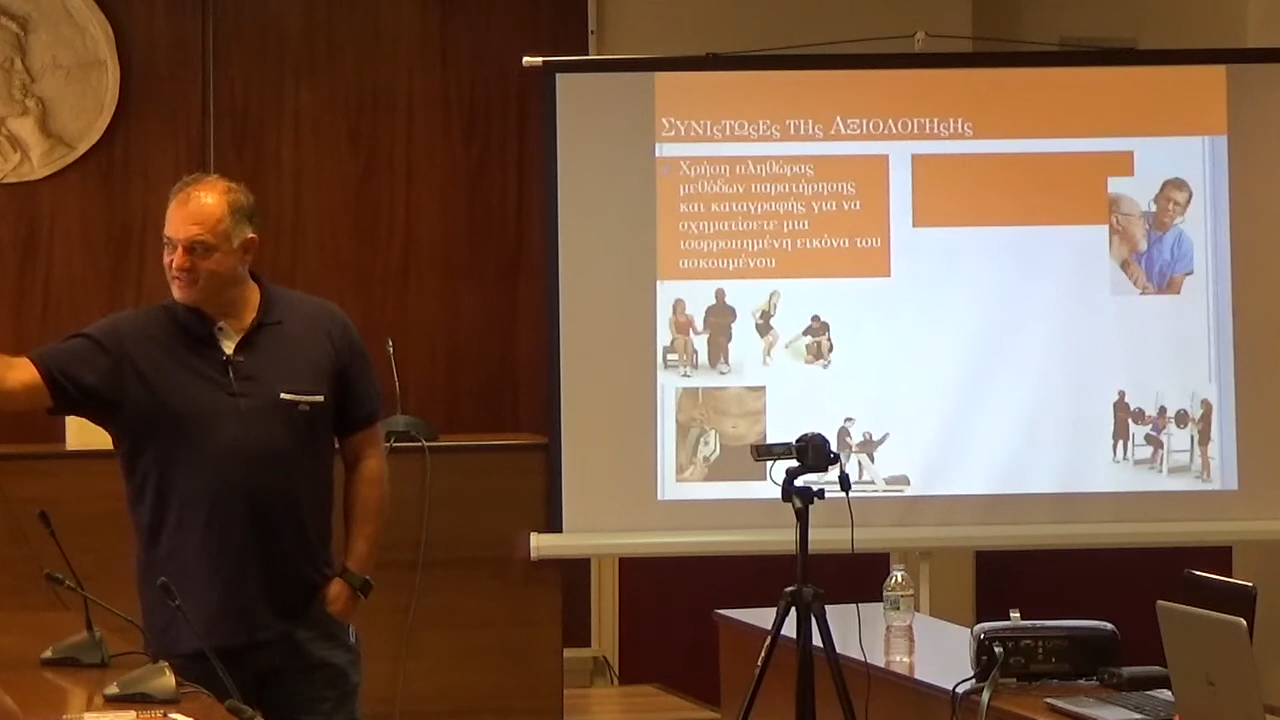 ΣΥΝΙςΤΩςΕς ΤΗς ΑΞΙΟΛΟΓΗςΗς
Χρήση πληθώρας
μεθόδων παρατήρησης
και καταγραφής για να
σχηματίσετε μια
ισορροπημένη εικόνα του
ασκουμένου